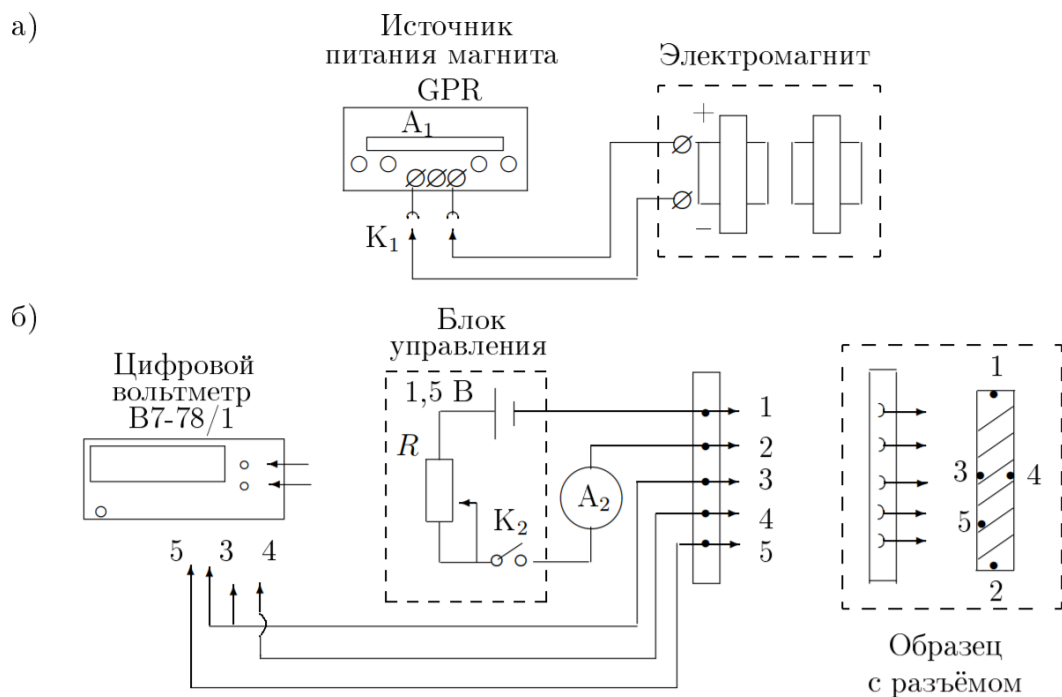 а)
Источник
питания магнита
GPR
A₁
K₁
Электромагнит
+
−
б)
Цифровой
вольтметр
В7-78/1
5 3 4
Блок
управления
1,5 В
R
K₂
A₂
1
2
3
4
5
1
3
4
5
2
Образец
с разъёмом